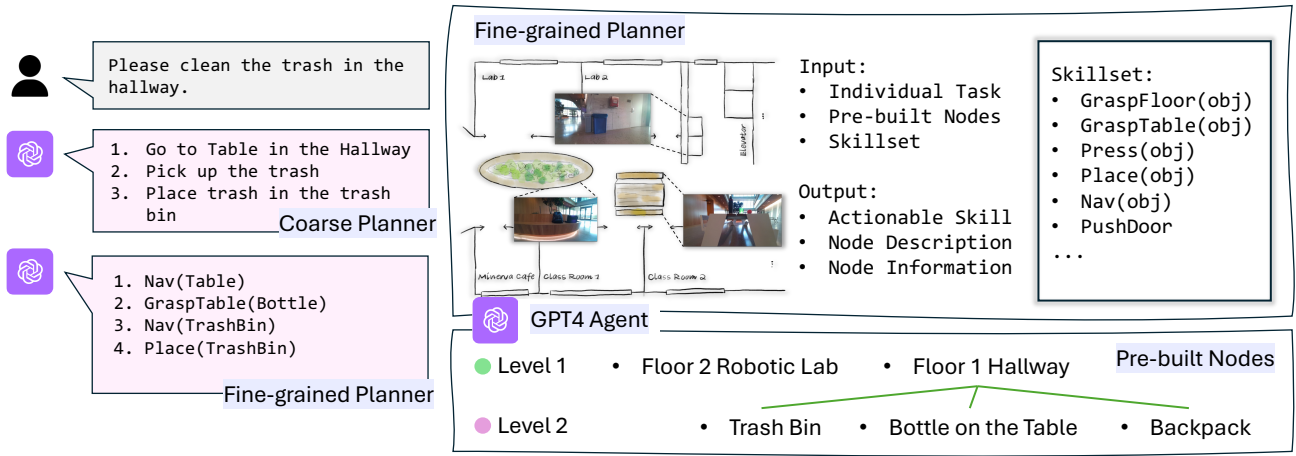 Please clean the trash in the
hallway.
1. Go to Table in the Hallway
2. Pick up the trash
3. Place trash in the trash
bin
Coarse Planner
1. Nav(Table)
2. GraspTable(Bottle)
3. Nav(TrashBin)
4. Place(TrashBin)
Fine-grained Planner
Fine-grained Planner
Lab 1
Lab 2
Elevator
...
Minerva Cafe
Class Room 1
Class Room 2
...
Input:
• Individual Task
• Pre-built Nodes
• Skillset
Output:
• Actionable Skill
• Node Description
• Node Information
Skillset:
• GraspFloor(obj)
• GraspTable(obj)
• Press(obj)
• Place(obj)
• Nav(obj)
• PushDoor
...
GPT4 Agent
Pre-built Nodes
Level 1
• Floor 2 Robotic Lab
• Floor 1 Hallway
Level 2
• Trash Bin
• Bottle on the Table
• Backpack